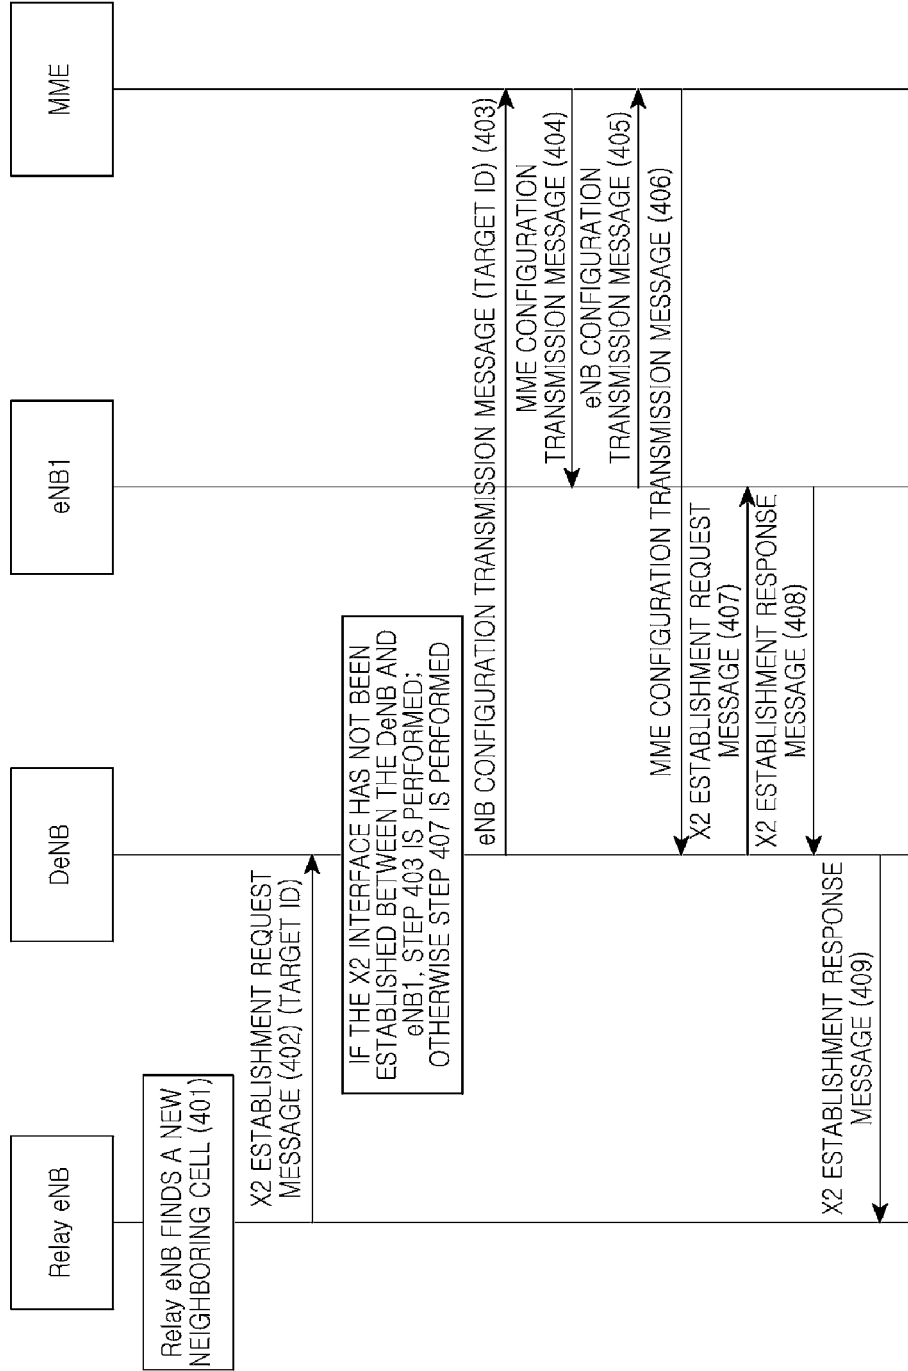 Relay eNB
DeNB
eNB1
MME
Relay eNB FINDS A NEW
NEIGHBORING CELL (401)
X2 ESTABLISHMENT REQUEST
MESSAGE (402) (TARGET ID)
IF THE X2 INTERFACE HAS NOT BEEN
ESTABLISHED BETWEEN THE DeNB AND
eNB1, STEP 403 IS PERFORMED;
OTHERWISE STEP 407 IS PERFORMED
eNB CONFIGURATION TRANSMISSION MESSAGE (TARGET ID) (403)
MME CONFIGURATION
TRANSMISSION MESSAGE (404)
eNB CONFIGURATION
TRANSMISSION MESSAGE (405)
MME CONFIGURATION TRANSMISSION MESSAGE (406)
X2 ESTABLISHMENT REQUEST
MESSAGE (407)
X2 ESTABLISHMENT RESPONSE
MESSAGE (408)
X2 ESTABLISHMENT RESPONSE
MESSAGE (409)